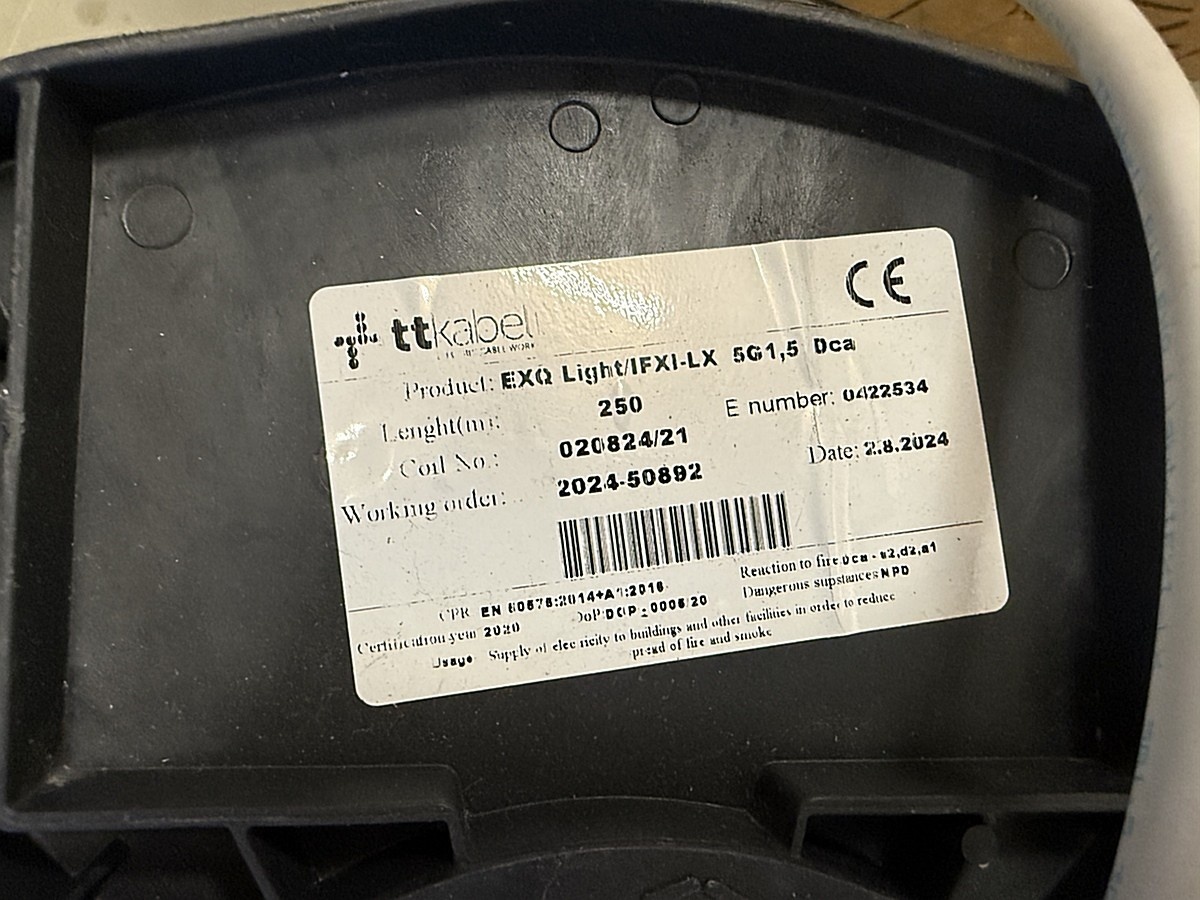 ttkabeli
CE
Product: EXQ Light/IFXI-LX 5G1,5 Dca
Lenght(m): 250
E number: 0422534
Coil No.: 020824/21
Date: 2.8.2024
Working order: 2024-50892
CPR EN 50575:2014+A1:2016
Reaction to fire: Dca - s2,d2,a1
Certification year 2020
DoP: DOP_0006/20
Dangerous supstances NPD
Usage Supply of electricity to buildings and other facilities in order to reduce
spread of fire and smoke